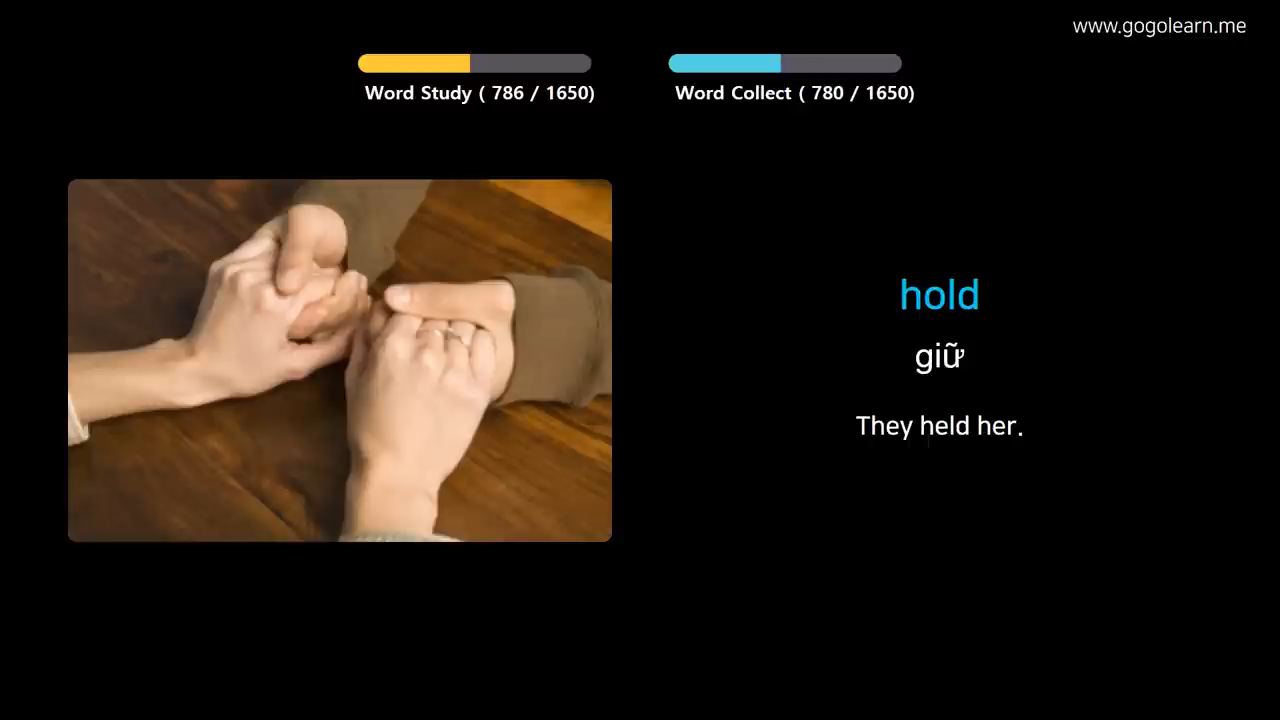 www.gogolearn.me
Word Study ( 786 / 1650)
Word Collect ( 780 / 1650)
hold
giữ
They held her.